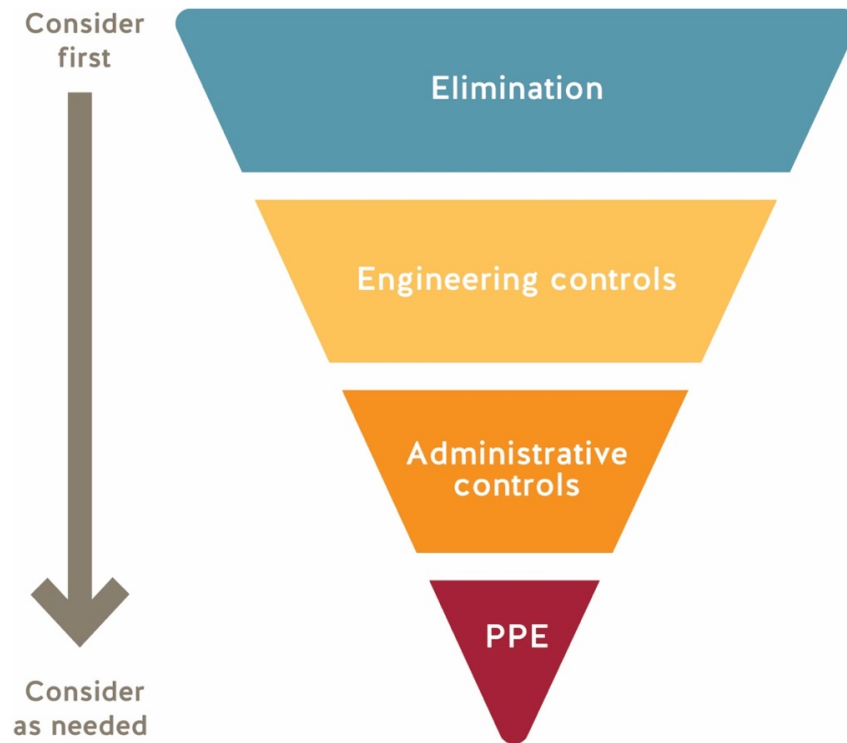 Consider
first
Elimination
Engineering controls
Administrative
controls
PPE
Consider
as needed